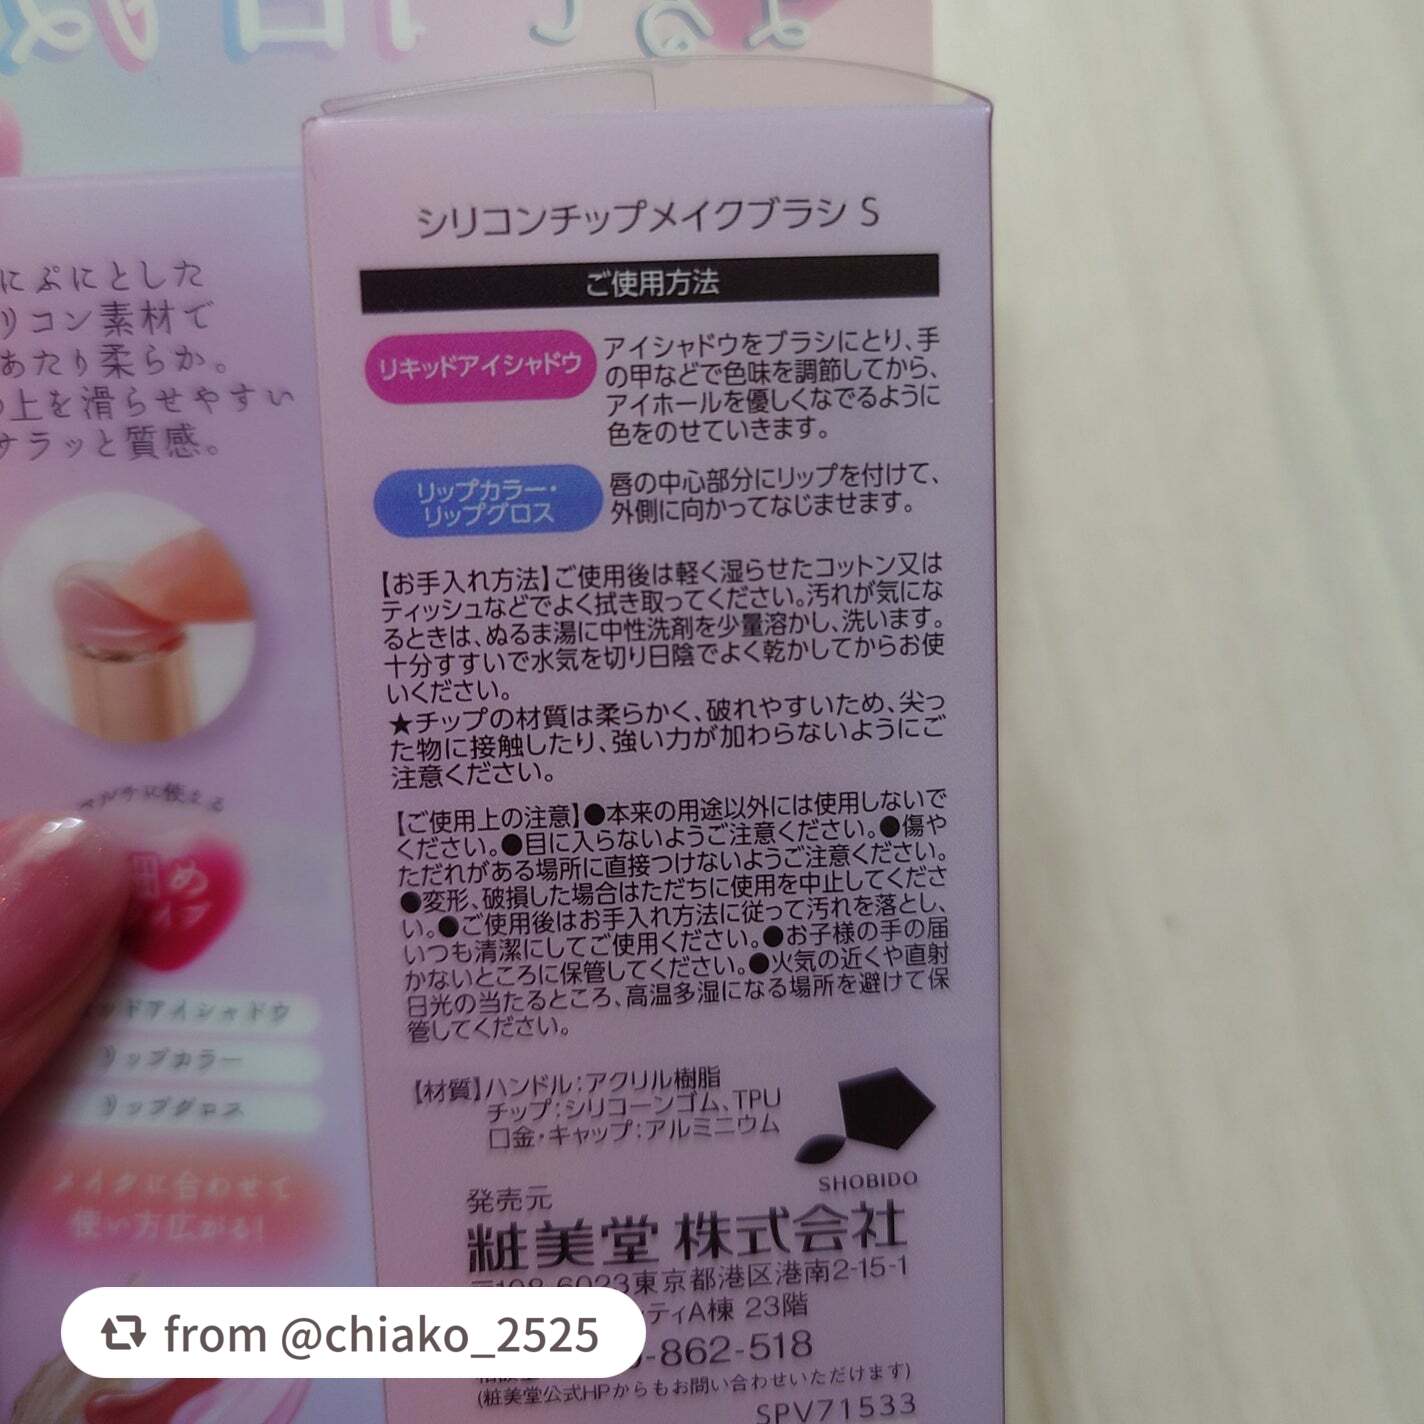 にぷにとした
リコン素材で
あたり柔らか。
上を滑らせやすい
サラッと質感。
マルチに使える
め
ドアイシャドウ
リップカラー
リップグロス
メイクに合わせて
使い方広がる!
シリコンチップメイクブラシ S
ご使用方法
リキッドアイシャドウ
アイシャドウをブラシにとり、手
の甲などで色味を調節してから、
アイホールを優しくなでるように
色をのせていきます。
リップカラー・
リップグロス
唇の中心部分にリップを付けて、
外側に向かってなじませます。
【お手入れ方法】ご使用後は軽く湿らせたコットン又は
ティッシュなどでよく拭き取ってください。汚れが気にな
るときは、ぬるま湯に中性洗剤を少量溶かし、洗います。
十分すすいで水気を切り日陰でよく乾かしてからお使
いください。
★チップの材質は柔らかく、破れやすいため、尖っ
た物に接触したり、強い力が加わらないようにご
注意ください。
【ご使用上の注意】●本来の用途以外には使用しないで
ください。●目に入らないようご注意ください。●傷や
ただれがある場所に直接つけないようご注意ください。
●変形、破損した場合はただちに使用を中止してくださ
い。●ご使用後はお手入れ方法に従って汚れを落とし、
いつも清潔にしてご使用ください。●お子様の手の届
かないところに保管してください。●火気の近くや直射
日光の当たるところ、高温多湿になる場所を避けて保
管してください。
【材質】ハンドル:アクリル樹脂
チップ:シリコーンゴム、TPU
口金・キャップ:アルミニウム
SHOBIDO
発売元
粧美堂 株式会社
〒108-6023東京都港区港南2-15-1
ティA棟 23階
-862-518
(粧美堂公式HPからもお問い合わせいただけます)
SPV71533
from @chiako_2525